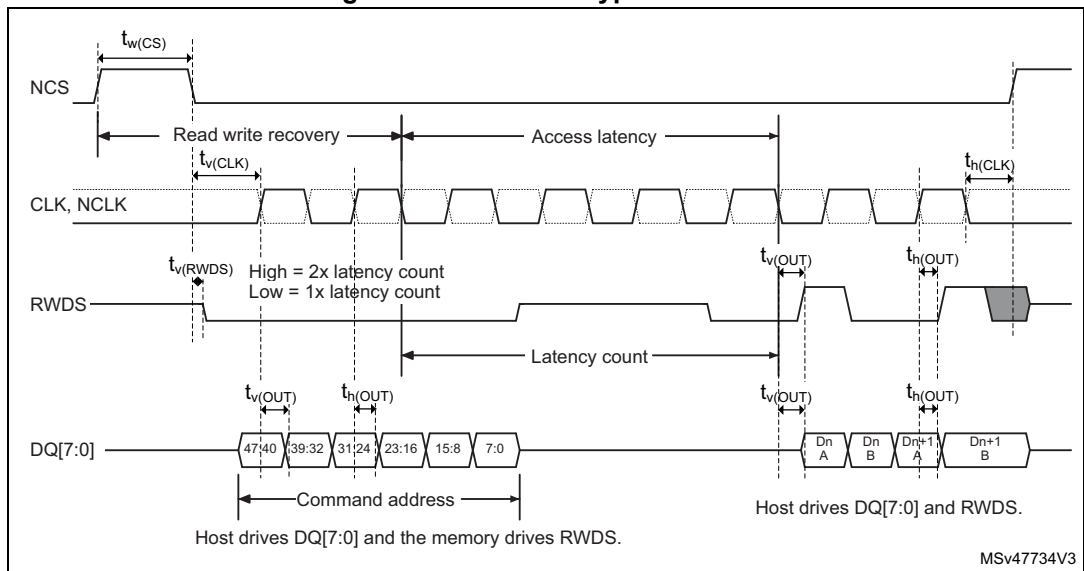 tw(CS)
NCS
Read write recovery
Access latency
tv(CLK)
th(CLK)
CLK, NCLK
tv(RWDS)
High = 2x latency count
Low = 1x latency count
tv(OUT)
th(OUT)
RWDS
Latency count
tv(OUT)
th(OUT)
tv(OUT)
th(OUT)
DQ[7:0]
47:40
39:32
31:24
23:16
15:8
7:0
Dn
A
Dn
B
Dn+1
A
Dn+1
B
Command address
Host drives DQ[7:0] and RWDS.
Host drives DQ[7:0] and the memory drives RWDS.
MSv47734V3